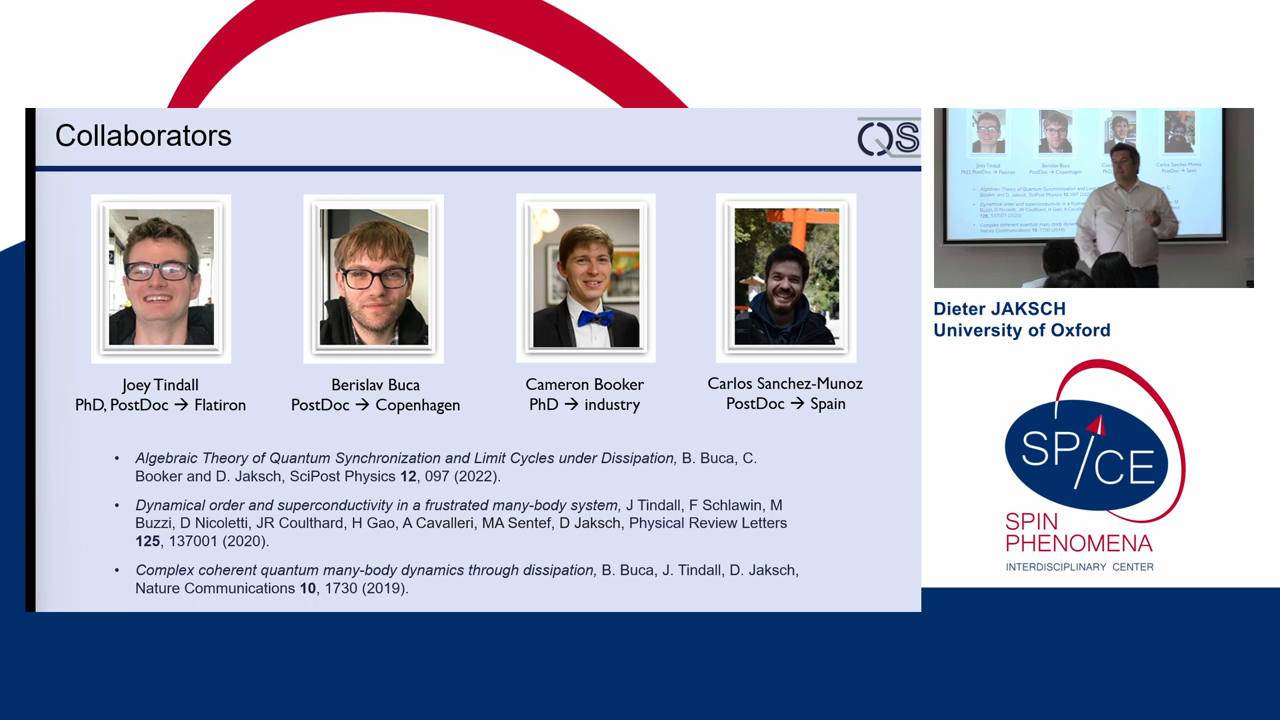 Collaborators
QS
Joey Tindall
PhD, PostDoc → Flatiron
Berislav Buca
PostDoc → Copenhagen
Cameron Booker
PhD → industry
Carlos Sanchez-Munoz
PostDoc → Spain
• Algebraic Theory of Quantum Synchronization and Limit Cycles under Dissipation, B. Buca, C.
Booker and D. Jaksch, SciPost Physics 12, 097 (2022).
• Dynamical order and superconductivity in a frustrated many-body system, J Tindall, F Schlawin, M
Buzzi, D Nicoletti, JR Coulthard, H Gao, A Cavalleri, MA Sentef, D Jaksch, Physical Review Letters
125, 137001 (2020).
• Complex coherent quantum many-body dynamics through dissipation, B. Buca, J. Tindall, D. Jaksch,
Nature Communications 10, 1730 (2019).
Dieter JAKSCH
University of Oxford
SP/CE
SPIN
PHENOMENA
INTERDISCIPLINARY CENTER